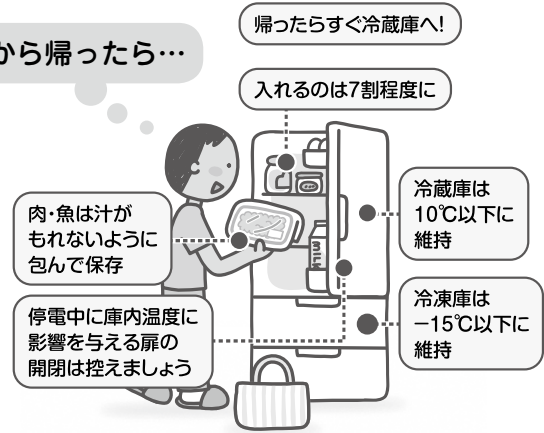 から帰ったら…
帰ったらすぐ冷蔵庫へ!
入れるのは7割程度に
冷蔵庫は
10℃以下に
維持
肉・魚は汁が
もれないように
包んで保存
MILK
冷凍庫は
−15℃以下に
維持
停電中に庫内温度に
影響を与える扉の
開閉は控えましょう